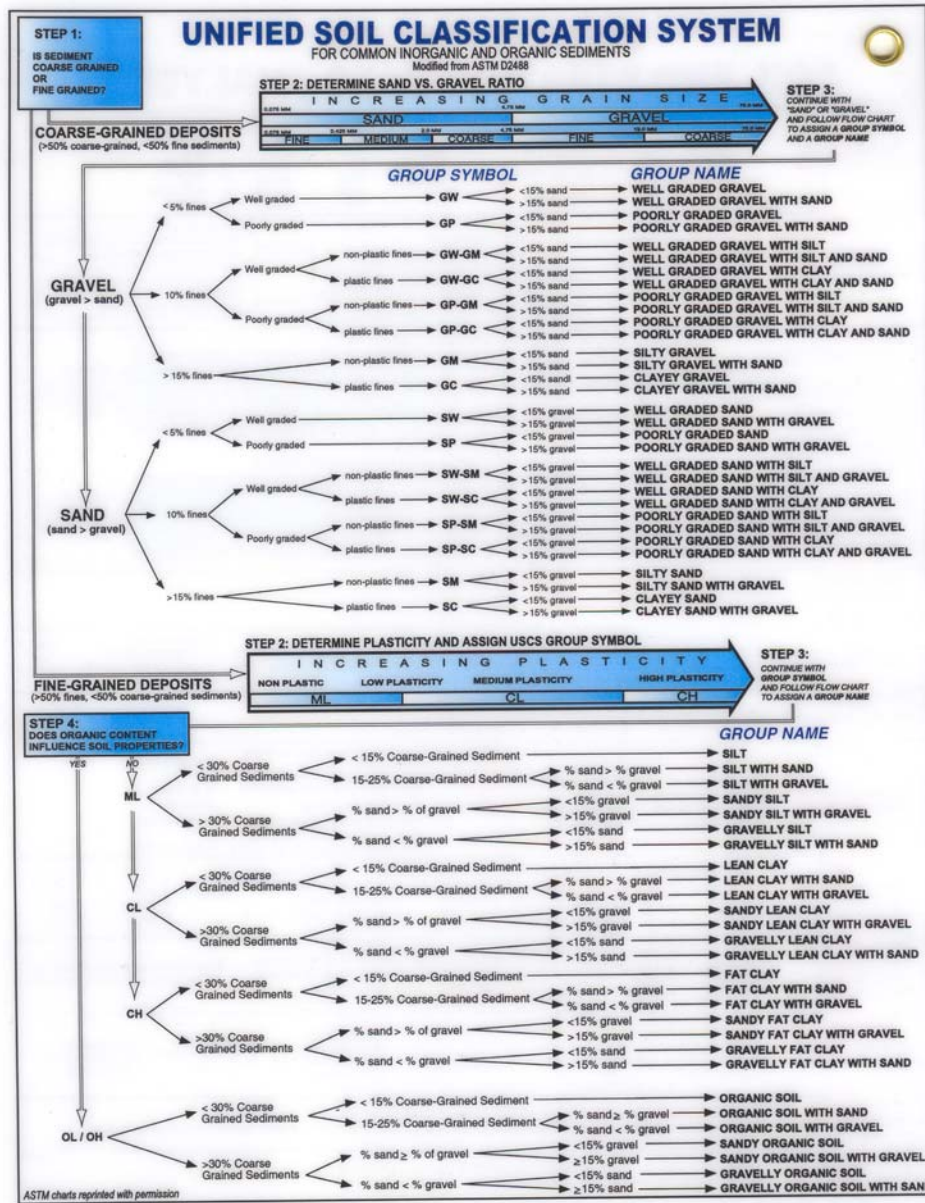 STEP 1:
IS SEDIMENT
COARSE GRAINED
OR
FINE GRAINED?
UNIFIED SOIL CLASSIFICATION SYSTEM
FOR COMMON INORGANIC AND ORGANIC SEDIMENTS
Modified from ASTM D2488
STEP 2: DETERMINE SAND VS. GRAVEL RATIO
INCREASING GRAIN SIZE
0.075 MM 4.75 MM 75.0 MM
SAND GRAVEL
0.075 MM 0.425 MM 2.0 MM 4.75 MM 19.0 MM 75.0 MM
FINE MEDIUM COARSE FINE COARSE
STEP 3:
CONTINUE WITH
"SAND" OR "GRAVEL"
AND FOLLOW FLOW CHART
TO ASSIGN A GROUP SYMBOL
AND A GROUP NAME
COARSE-GRAINED DEPOSITS
(>50% coarse-grained, <50% fine sediments)
GROUP SYMBOL GROUP NAME
GRAVEL
(gravel > sand)
<5% fines Well graded GW <15% sand WELL GRADED GRAVEL
>15% sand WELL GRADED GRAVEL WITH SAND
Poorly graded GP <15% sand POORLY GRADED GRAVEL
>15% sand POORLY GRADED GRAVEL WITH SAND
10% fines Well graded non-plastic fines GW-GM <15% sand WELL GRADED GRAVEL WITH SILT
>15% sand WELL GRADED GRAVEL WITH SILT AND SAND
plastic fines GW-GC <15% sand WELL GRADED GRAVEL WITH CLAY
>15% sand WELL GRADED GRAVEL WITH CLAY AND SAND
Poorly graded non-plastic fines GP-GM <15% sand POORLY GRADED GRAVEL WITH SILT
>15% sand POORLY GRADED GRAVEL WITH SILT AND SAND
plastic fines GP-GC <15% sand POORLY GRADED GRAVEL WITH CLAY
>15% sand POORLY GRADED GRAVEL WITH CLAY AND SAND
> 15% fines non-plastic fines GM <15% sand SILTY GRAVEL
>15% sand SILTY GRAVEL WITH SAND
plastic fines GC <15% sandl CLAYEY GRAVEL
>15% sand CLAYEY GRAVEL WITH SAND
SAND
(sand > gravel)
<5% fines Well graded SW <15% gravel WELL GRADED SAND
>15% gravel WELL GRADED SAND WITH GRAVEL
Poorly graded SP <15% gravel POORLY GRADED SAND
>15% gravel POORLY GRADED SAND WITH GRAVEL
10% fines Well graded non-plastic fines SW-SM <15% gravel WELL GRADED SAND WITH SILT
>15% gravel WELL GRADED SAND WITH SILT AND GRAVEL
plastic fines SW-SC <15% gravel WELL GRADED SAND WITH CLAY
>15% gravel WELL GRADED SAND WITH CLAY AND GRAVEL
Poorly graded non-plastic fines SP-SM <15% gravel POORLY GRADED SAND WITH SILT
>15% gravel POORLY GRADED SAND WITH SILT AND GRAVEL
plastic fines SP-SC <15% gravel POORLY GRADED SAND WITH CLAY
>15% gravel POORLY GRADED SAND WITH CLAY AND GRAVEL
>15% fines non-plastic fines SM <15% gravel SILTY SAND
>15% gravel SILTY SAND WITH GRAVEL
plastic fines SC <15% gravel CLAYEY SAND
>15% gravel CLAYEY SAND WITH GRAVEL
STEP 2: DETERMINE PLASTICITY AND ASSIGN USCS GROUP SYMBOL
INCREASING PLASTICITY
NON PLASTIC LOW PLASTICITY MEDIUM PLASTICITY HIGH PLASTICITY
ML CL CH
STEP 3:
CONTINUE WITH
GROUP SYMBOL
AND FOLLOW FLOW CHART
TO ASSIGN A GROUP NAME
FINE-GRAINED DEPOSITS
(>50% fines, <50% coarse-grained sediments)
STEP 4:
DOES ORGANIC CONTENT
INFLUENCE SOIL PROPERTIES?
YES NO
GROUP NAME
ML
<30% Coarse
Grained Sediments
< 15% Coarse-Grained Sediment SILT
15-25% Coarse-Grained Sediment % sand > % gravel SILT WITH SAND
% sand < % gravel SILT WITH GRAVEL
> 30% Coarse
Grained Sediments
% sand > % of gravel <15% gravel SANDY SILT
>15% gravel SANDY SILT WITH GRAVEL
% sand < % gravel <15% sand GRAVELLY SILT
>15% sand GRAVELLY SILT WITH SAND
CL
<30% Coarse
Grained Sediments
< 15% Coarse-Grained Sediment LEAN CLAY
15-25% Coarse-Grained Sediment % sand > % gravel LEAN CLAY WITH SAND
% sand < % gravel LEAN CLAY WITH GRAVEL
>30% Coarse
Grained Sediments
% sand > % of gravel <15% gravel SANDY LEAN CLAY
>15% gravel SANDY LEAN CLAY WITH GRAVEL
% sand < % gravel <15% sand GRAVELLY LEAN CLAY
>15% sand GRAVELLY LEAN CLAY WITH SAND
CH
<30% Coarse
Grained Sediments
< 15% Coarse-Grained Sediment FAT CLAY
15-25% Coarse-Grained Sediment % sand > % gravel FAT CLAY WITH SAND
% sand < % gravel FAT CLAY WITH GRAVEL
>30% Coarse
Grained Sediments
% sand > % of gravel <15% gravel SANDY FAT CLAY
>15% gravel SANDY FAT CLAY WITH GRAVEL
% sand < % gravel <15% sand GRAVELLY FAT CLAY
>15% sand GRAVELLY FAT CLAY WITH SAND
OL / OH
<30% Coarse
Grained Sediments
< 15% Coarse-Grained Sediment ORGANIC SOIL
15-25% Coarse-Grained Sediment % sand ≥ % gravel ORGANIC SOIL WITH SAND
% sand < % gravel ORGANIC SOIL WITH GRAVEL
>30% Coarse
Grained Sediments
% sand ≥ % of gravel <15% gravel SANDY ORGANIC SOIL
≥15% gravel SANDY ORGANIC SOIL WITH GRAVEL
% sand < % gravel <15% sand GRAVELLY ORGANIC SOIL
≥15% sand GRAVELLY ORGANIC SOIL WITH SAND
ASTM charts reprinted with permission